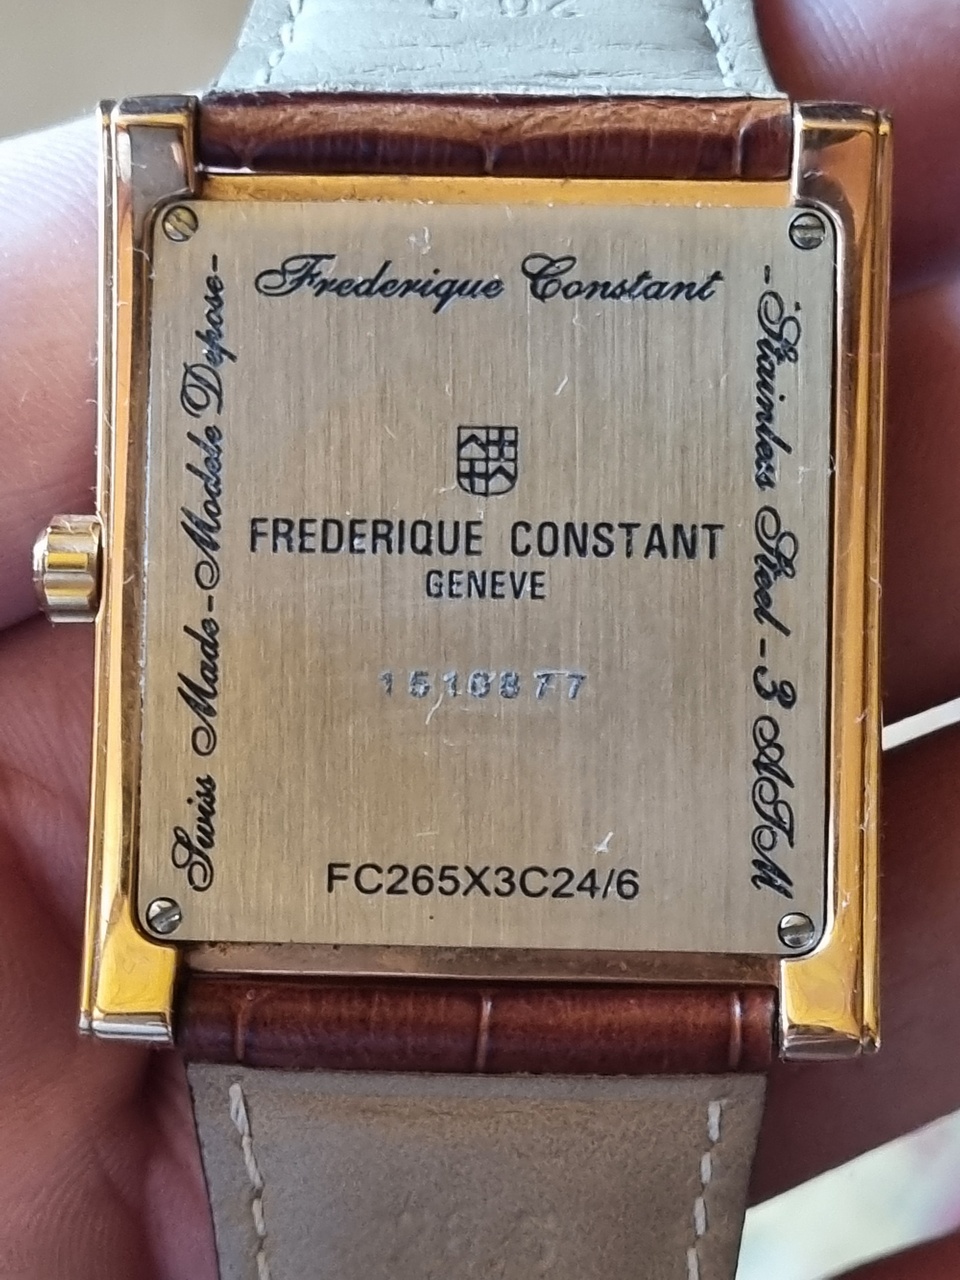 Frederique Constant
-Stainless Steel - 3 ATM
Swiss Made-Modele Depose-
FREDERIQUE CONSTANT
GENEVE
FC265X3C24/6